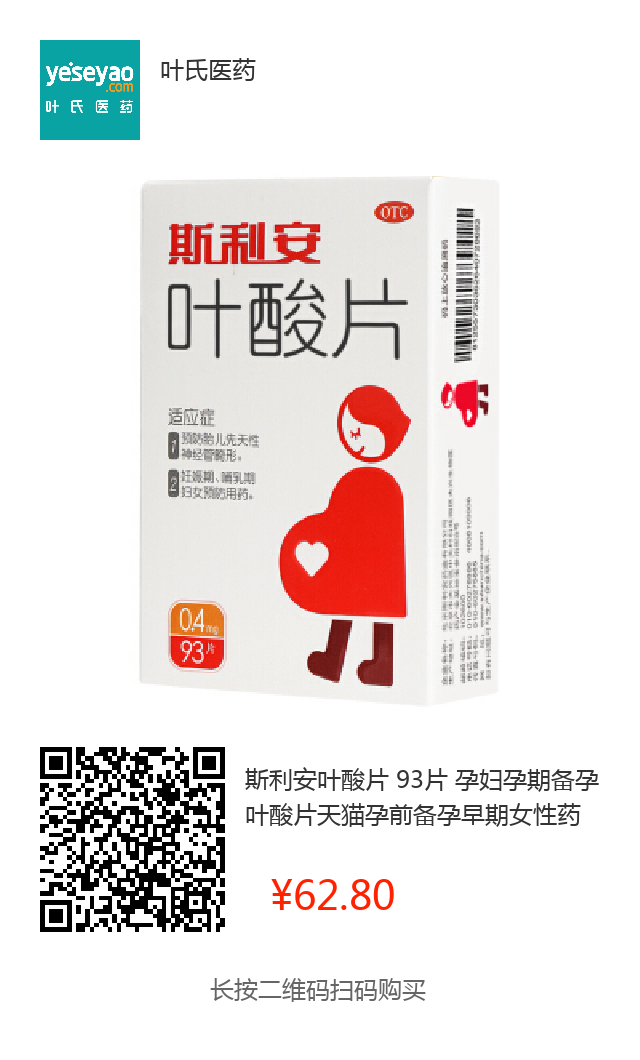 yeseyao
.com
叶氏医药
叶氏医药
OTC
斯利安
叶酸片
适应症
1 预防胎儿先天性
神经管畸形。
2 妊娠期、哺乳期
妇女预防用药。
0.4mg
93片
斯利安叶酸片 93片 孕妇孕期备孕
叶酸片天猫孕前备孕早期女性药
¥62.80
长按二维码扫码购买